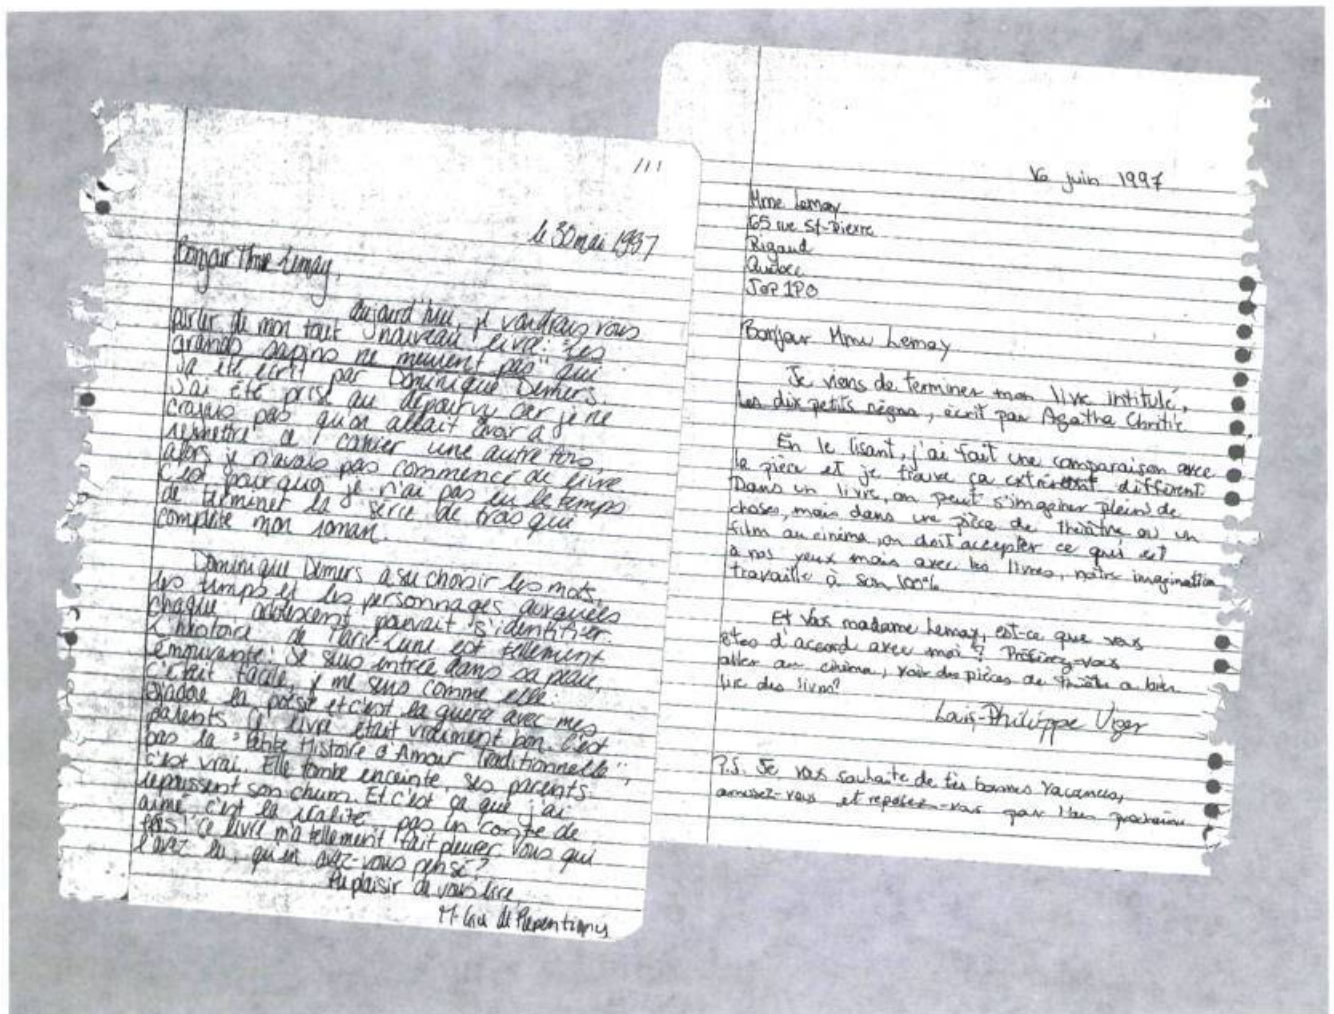 111
le 30 mai 1997
Bonjour Mme Lemay,
aujourd'hui, je voudrais vous
parler de mon tout nouveau livre: "Les
grands sapins ne meurent pas" qui
a été écrit par Dominique Demers.
J'ai été prise au dépourvu car je ne
croyais pas qu'on allait avoir à
remettre ce cahier une autre fois,
alors je n'avais pas commencé de livre
c'est pourquoi je n'ai pas eu le temps
de terminer la série de trois qui
complète mon roman.
Dominique Demers a su choisir les mots,
les temps et les personnages auxquels
chaque adolescent pouvait s'identifier
L'histoire de Marie-Lune est tellement
émouvante! Je suis entrée dans sa peau,
c'était facile je me sens comme elle:
j'adore la poésie et c'est la guerre avec mes
parents. Ce livre était vraiment bon. C'est
pas la "Petite Histoire d'Amour Traditionnelle",
c'est vrai. Elle tombe enceinte, ses parents
repoussent son chum. Et c'est ça que j'ai
aimé c'est la réalité pas un conte de
fées! Ce livre m'a tellement fait pleurer. Vous qui
l'avez lu, qu'en avez-vous pensé?
Au plaisir de vous lire
de Repentigny
16 juin 1997
Mme Lemay
65 rue St-Pierre
Rigaud
Québec
J0P 1P0
Bonjour Mme Lemay
Je viens de terminer mon livre intitulé,
Les dix petits nègres, écrit par Agatha Christie
En le lisant, j'ai fait une comparaison avec
la pièce et je trouve ça différent
Dans un livre, on peut s'imaginer plein de
choses, mais dans une pièce de théâtre ou un
film au cinéma, on doit accepter ce qui est
à nos yeux mais avec les livres, notre imagination
travaille à son 100%
Et vous madame Lemay, est-ce que vous
êtes d'accord avec moi? Préférez-vous
aller au cinéma, voir des pièces de théâtre ou bien
lire des livres?
Louis-Philippe Viger
P.S. Je vous souhaite de très bonnes vacances,
amusez-vous et reposez-vous pour l'an prochain